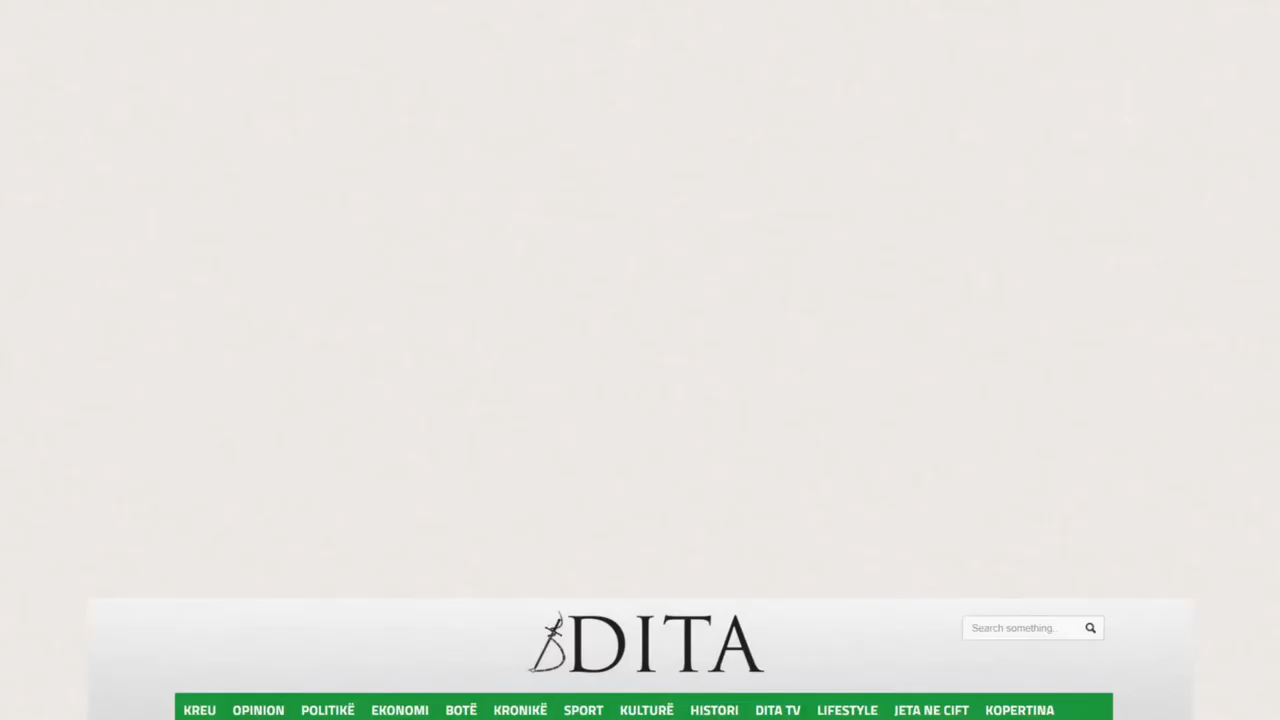 DITA
Search something..
KREU OPINION POLITIKË EKONOMI BOTË KRONIKË SPORT KULTURË HISTORI DITA TV LIFESTYLE JETA NE CIFT KOPERTINA